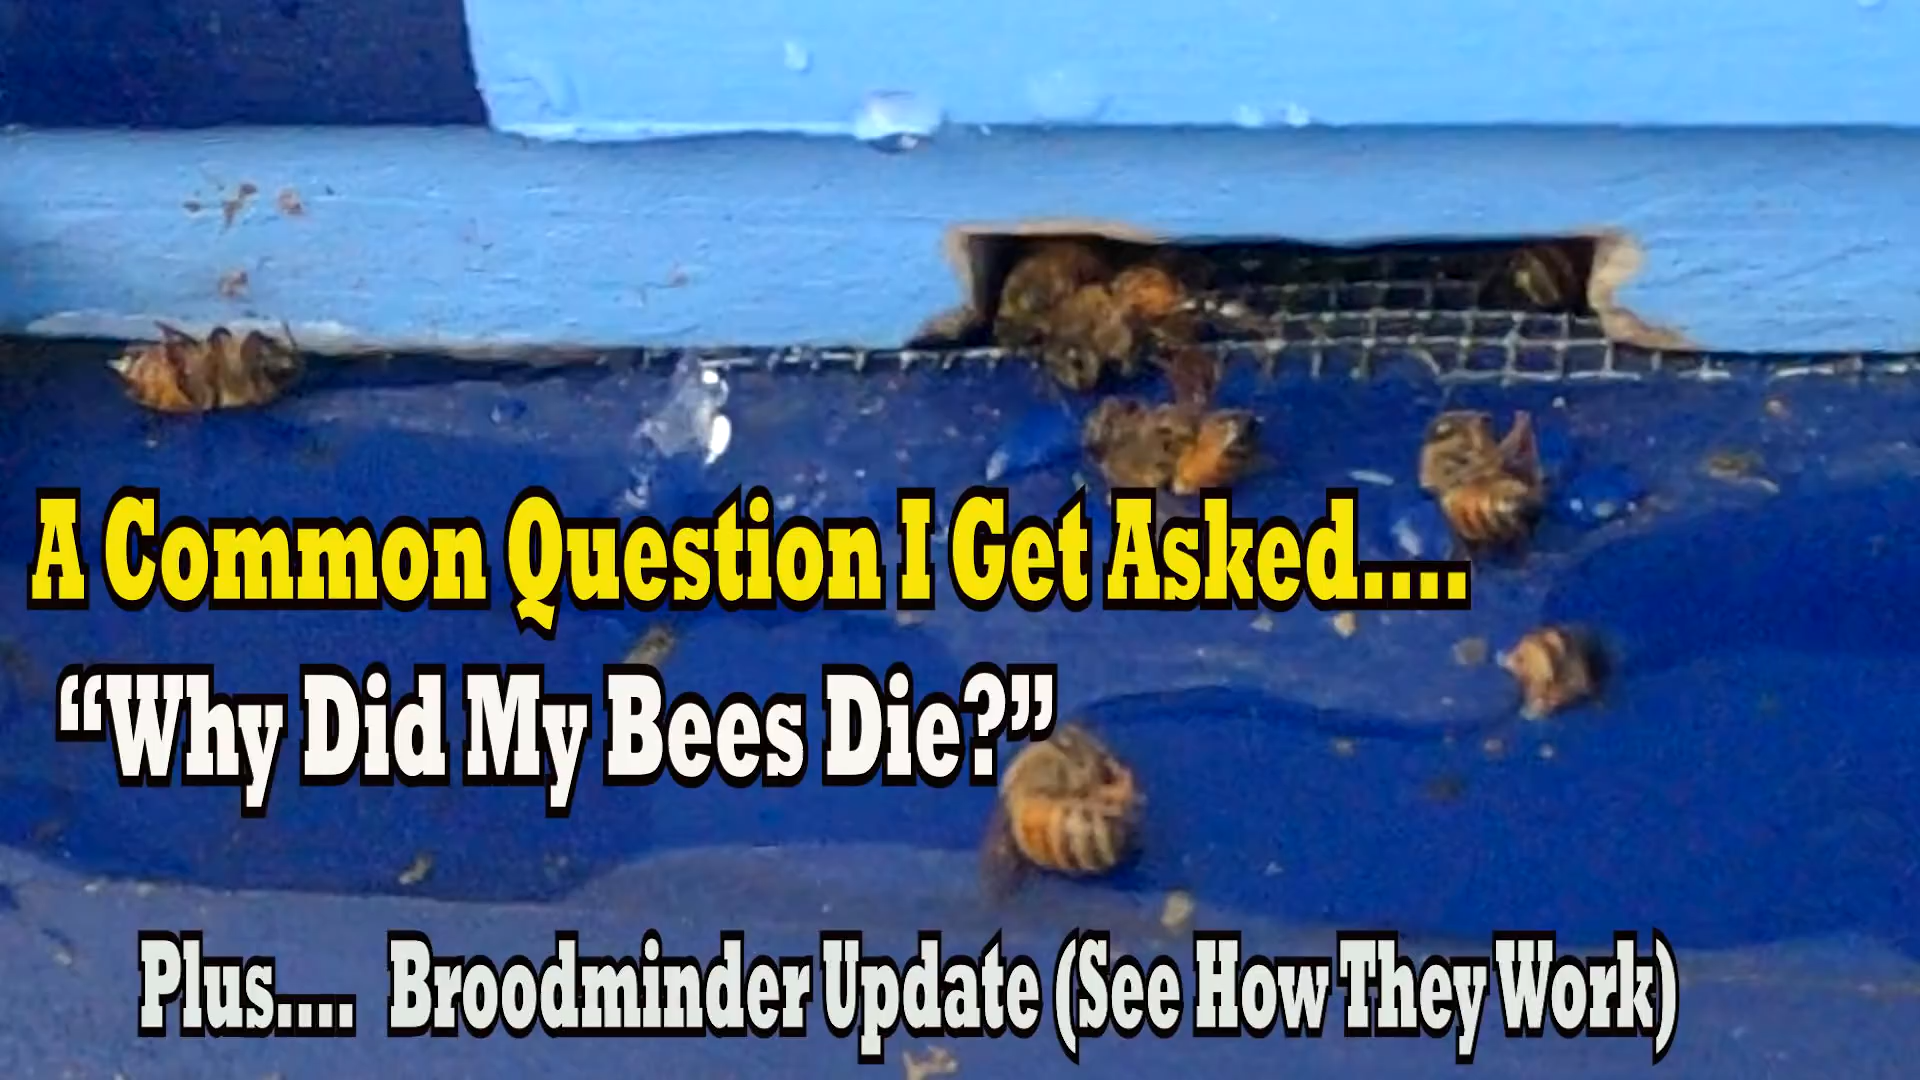 A Common Question I Get Asked....
“Why Did My Bees Die?”
Plus.... Broodminder Update (See How They Work)